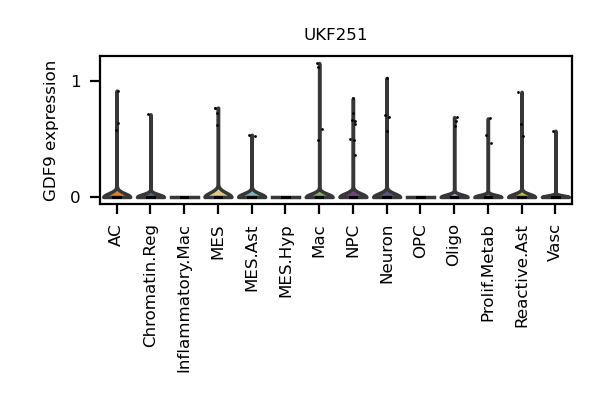 UKF251
GDF9 expression
1
0
AC
Chromatin.Reg
Inflammatory.Mac
MES
MES.Ast
MES.Hyp
Mac
NPC
Neuron
OPC
Oligo
Prolif.Metab
Reactive.Ast
Vasc